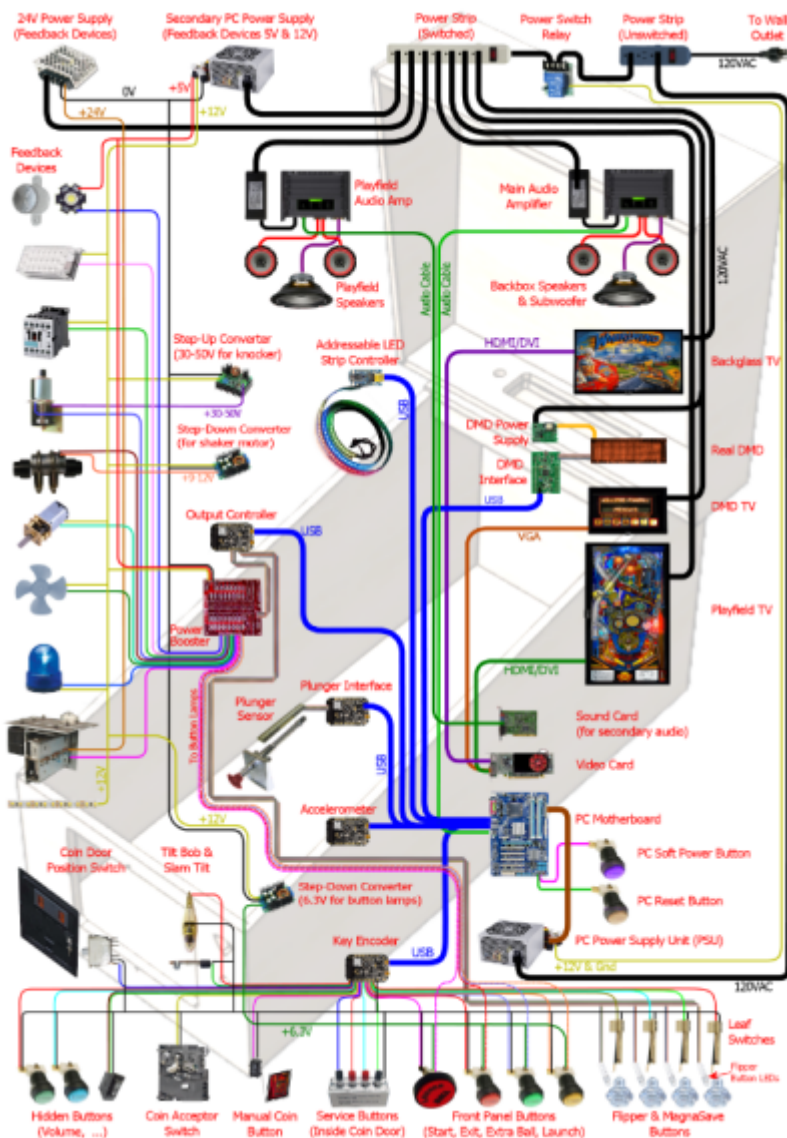 24V Power Supply
(Feedback Devices)
Secondary PC Power Supply
(Feedback Devices 5V & 12V)
Power Strip
(Switched)
Power Switch
Relay
Power Strip
(Unswitched)
To Wall
Outlet
120VAC
0V
+5V
+12V
+24V
Feedback
Devices
Playfield
Audio Amp
Main Audio
Amplifier
Playfield
Speakers
Backbox Speakers
& Subwoofer
Audio Cable
Audio Cable
120VAC
Step-Up Converter
(30-50V for knocker)
+30-50V
Addressable LED
Strip Controller
USB
HDMI/DVI
Backglass TV
Step-Down Converter
(for shaker motor)
+9-12V
DMD Power
Supply
Real DMD
DMD
Interface
USB
DMD TV
VGA
Output Controller
USB
Power
Booster
Playfield TV
HDMI/DVI
Plunger Interface
Plunger
Sensor
To Button Lamps
USB
Sound Card
(for secondary audio)
Video Card
+12V
+12V
Accelerometer
PC Motherboard
PC Soft Power Button
PC Reset Button
Coin Door
Position Switch
Tilt Bob &
Slam Tilt
Step-Down Converter
(6.3V for button lamps)
Key Encoder
USB
PC Power Supply Unit (PSU)
+12V & Gnd
120VAC
+6.3V
Leaf
Switches
Flipper
Button LEDs
Hidden Buttons
(Volume, ...)
Coin Acceptor
Switch
Manual Coin
Button
Service Buttons
(Inside Coin Door)
Front Panel Buttons
(Start, Exit, Extra Ball, Launch)
Flipper & MagnaSave
Buttons